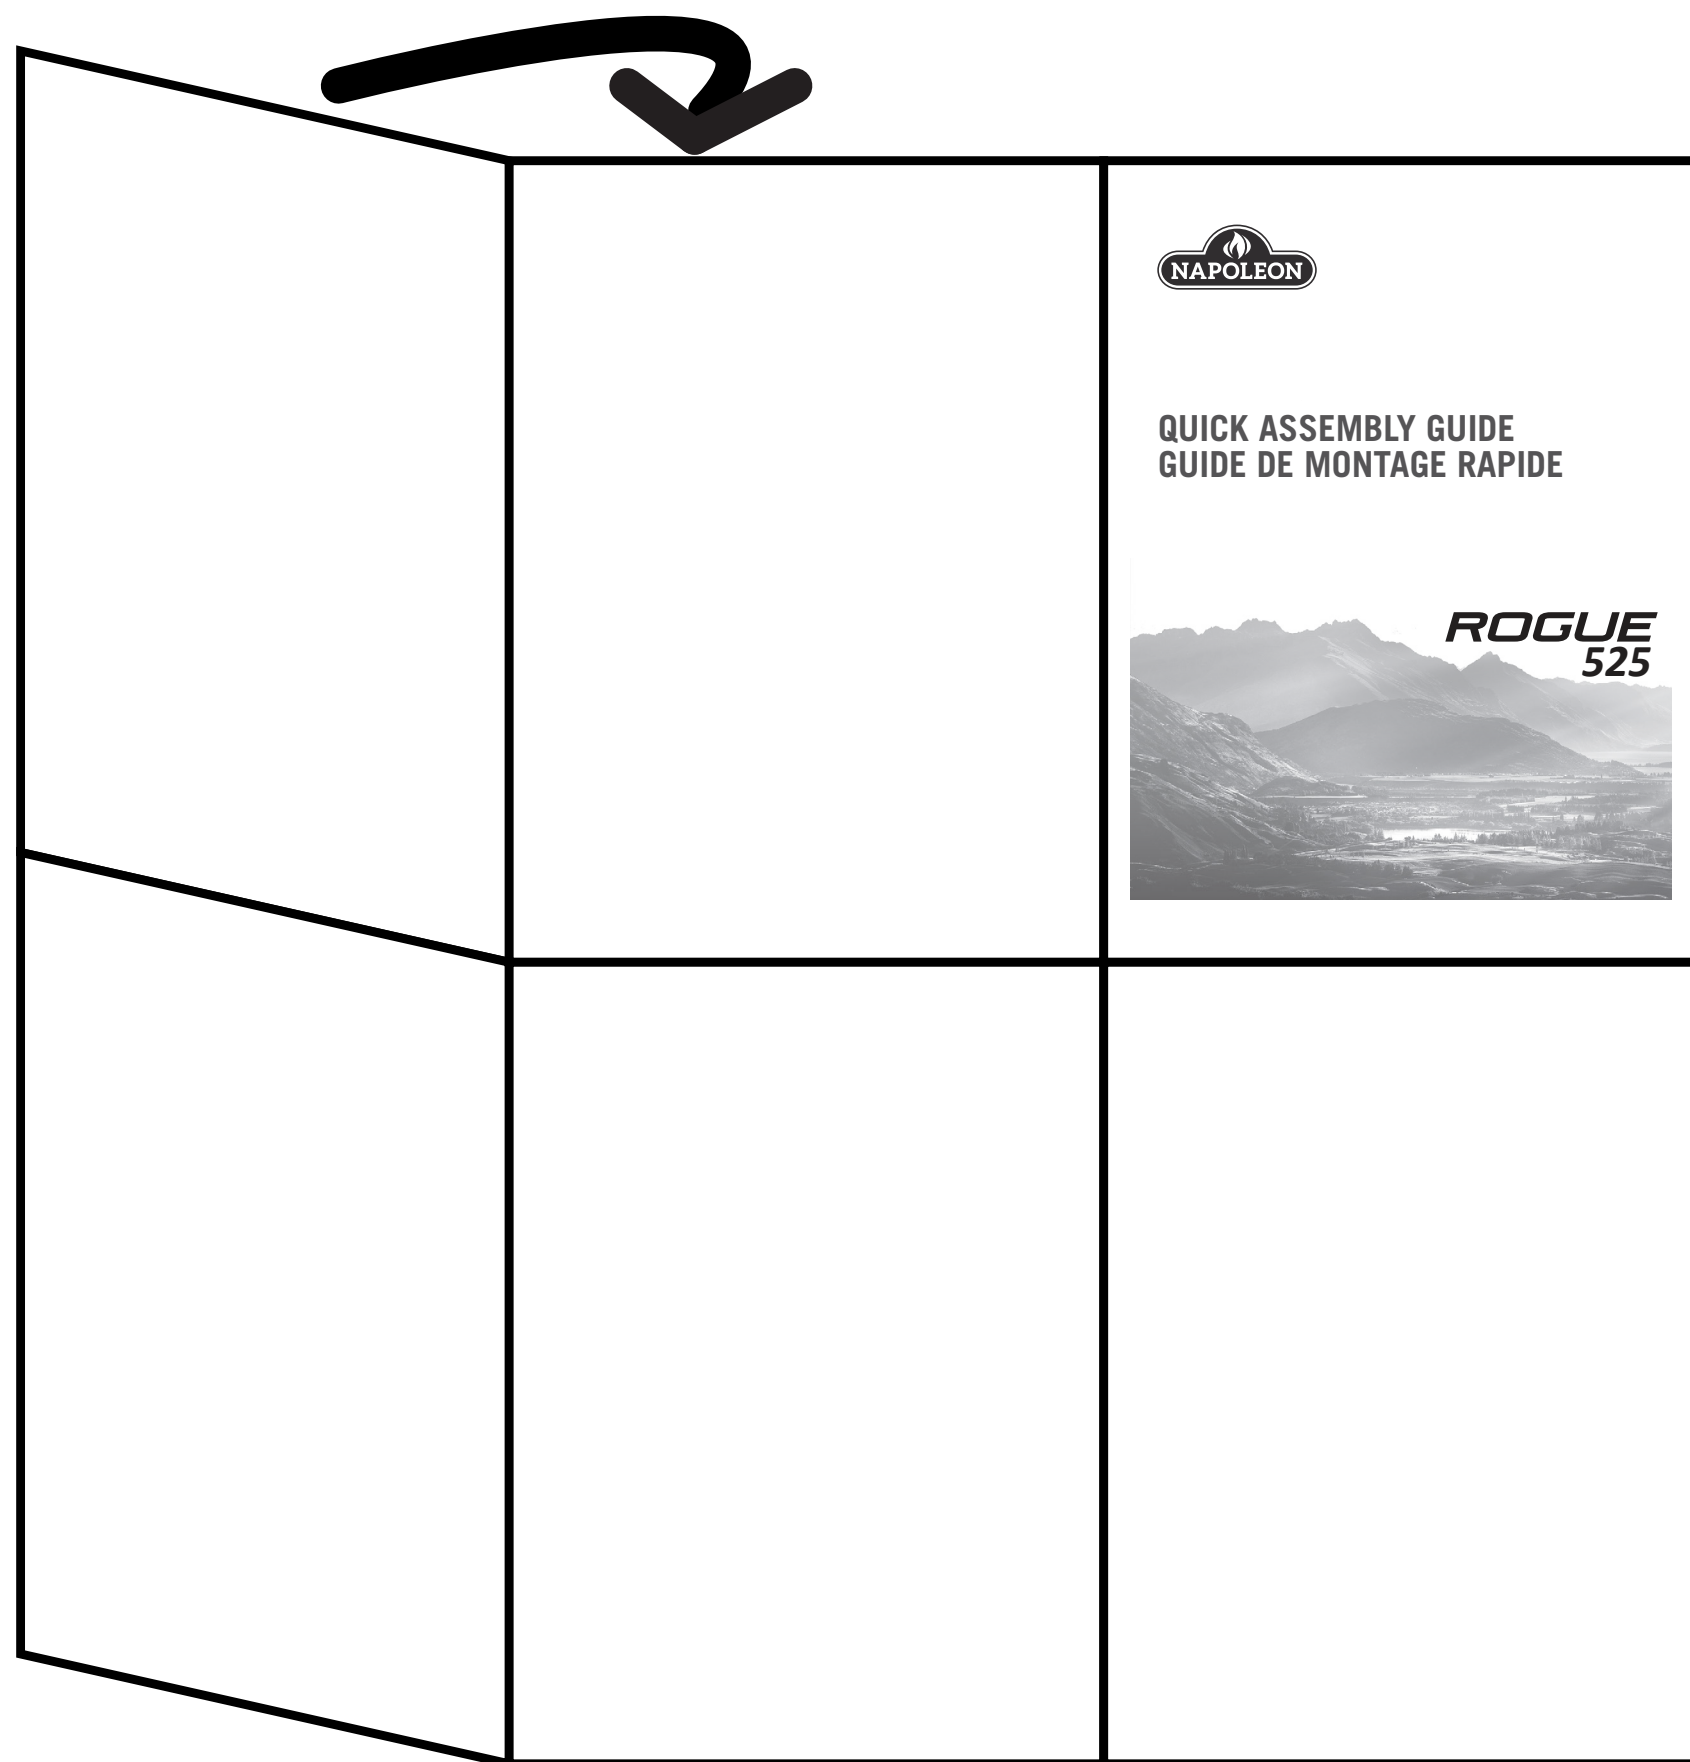 NAPOLEON
QUICK ASSEMBLY GUIDE
GUIDE DE MONTAGE RAPIDE
ROGUE
525